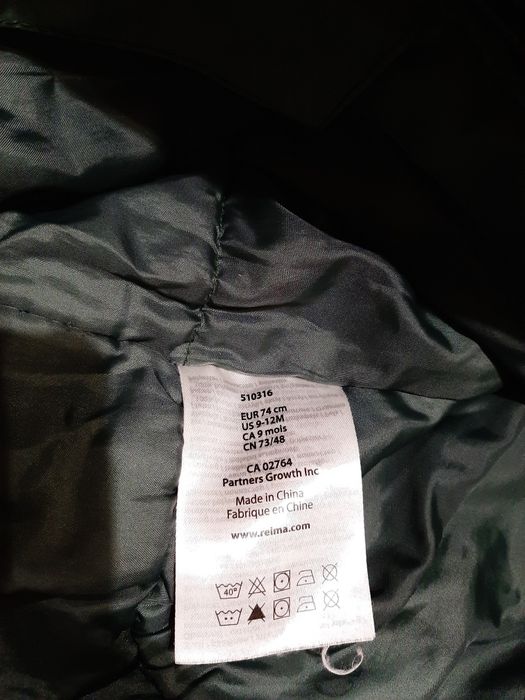 510316
EUR 74 cm
US 9-12M
CA 9 mois
CN 73/48
CA 02764
Partners Growth Inc
Made in China
Fabriqué en Chine
www.reima.com
40°